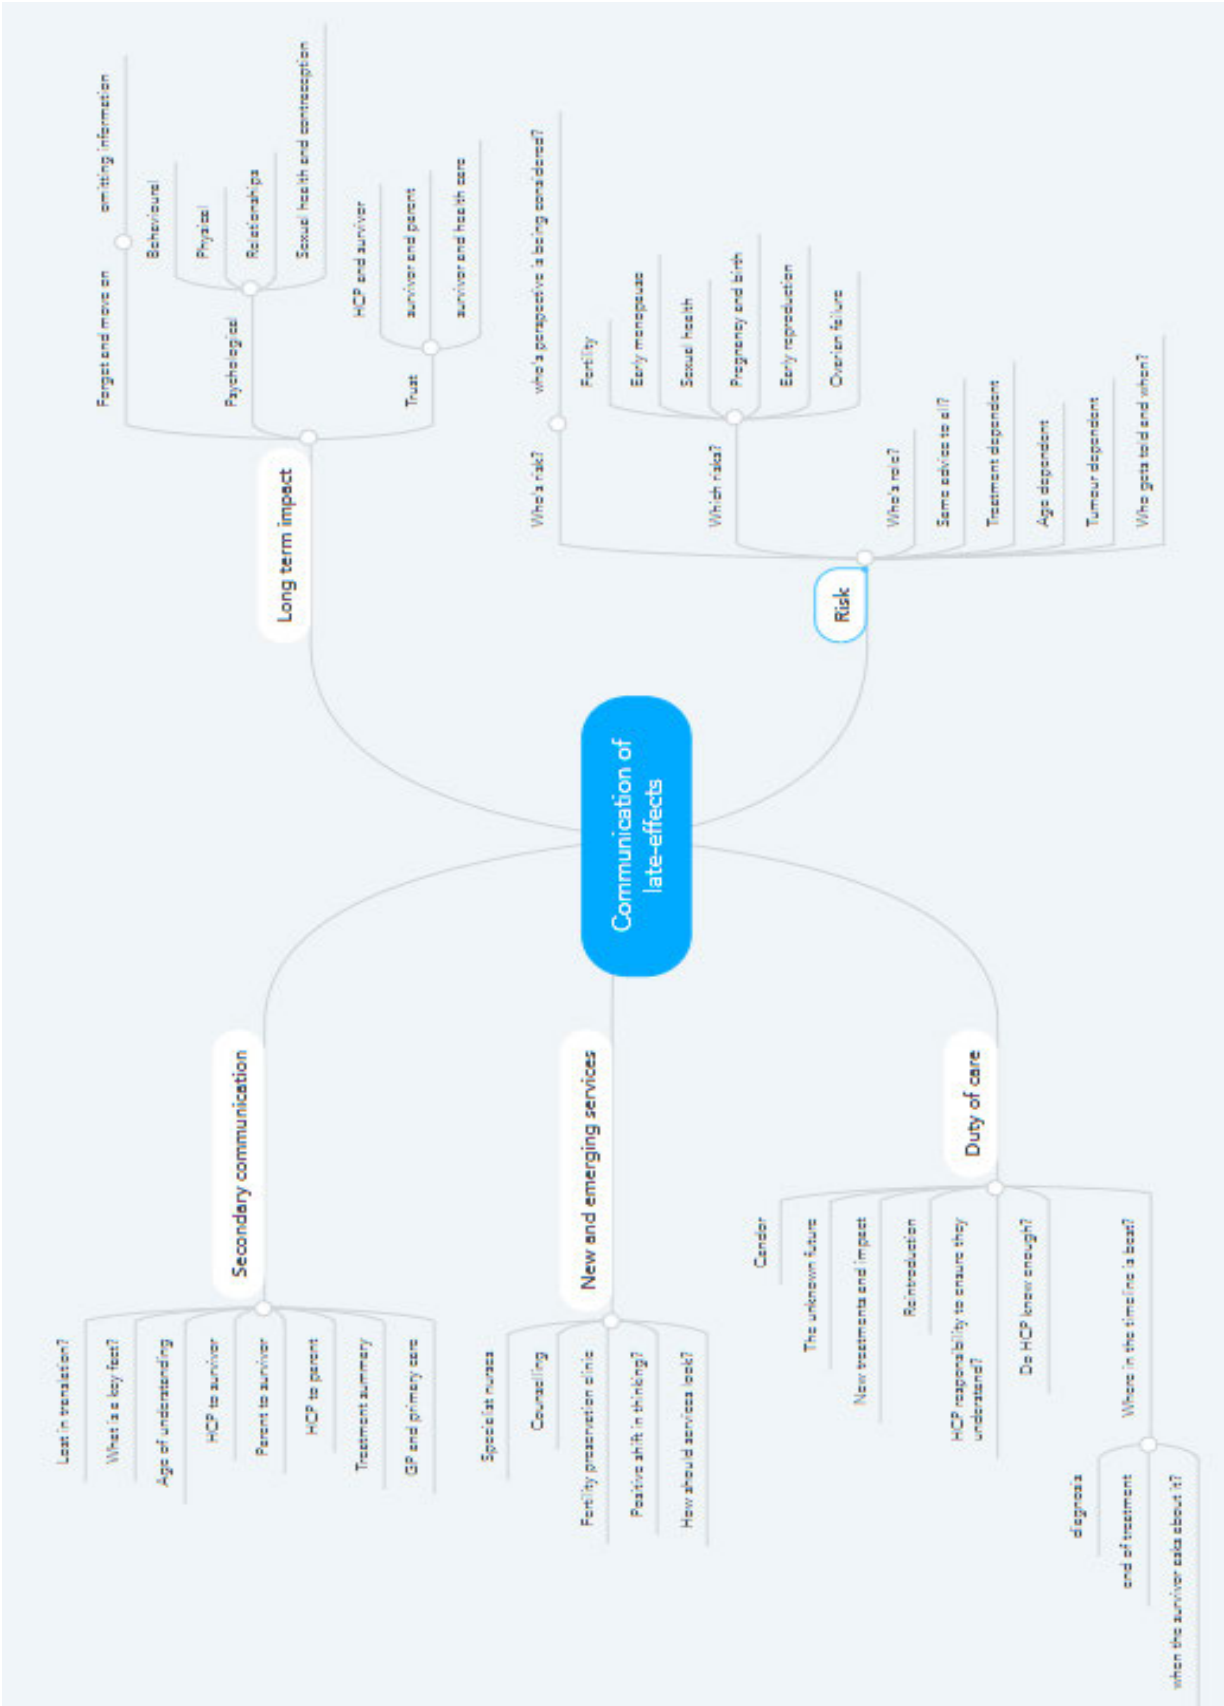 Communication of
late-effects
Long term impact
Forget and move on
omitting information
Psychological
Behavioural
Physical
Relationships
Sexual health and contraception
Trust
HCP and survivor
survivor and parent
survivor and health care
Risk
Who's risk?
who's perspective is being considered?
Which risks?
Fertility
Early menopause
Sexual health
Pregnancy and birth
Early reproduction
Ovarian failure
Who's role?
Same advice to all?
Treatment dependent
Age dependent
Tumour dependent
Who gets told and when?
Secondary communication
Lost in translation?
What is a key fact?
Age of understanding
HCP to survivor
Parent to survivor
HCP to parent
Treatment summary
GP and primary care
New and emerging services
Specialist nurses
Counselling
Fertility preservation clinic
Positive shift in thinking?
How should services look?
Duty of care
Candor
The unknown future
New treatments and impact
Reintroduction
HCP responsibility to ensure they
understand?
Do HCP know enough?
Where in the timeline is best?
diagnosis
end of treatment
when the survivor asks about it?